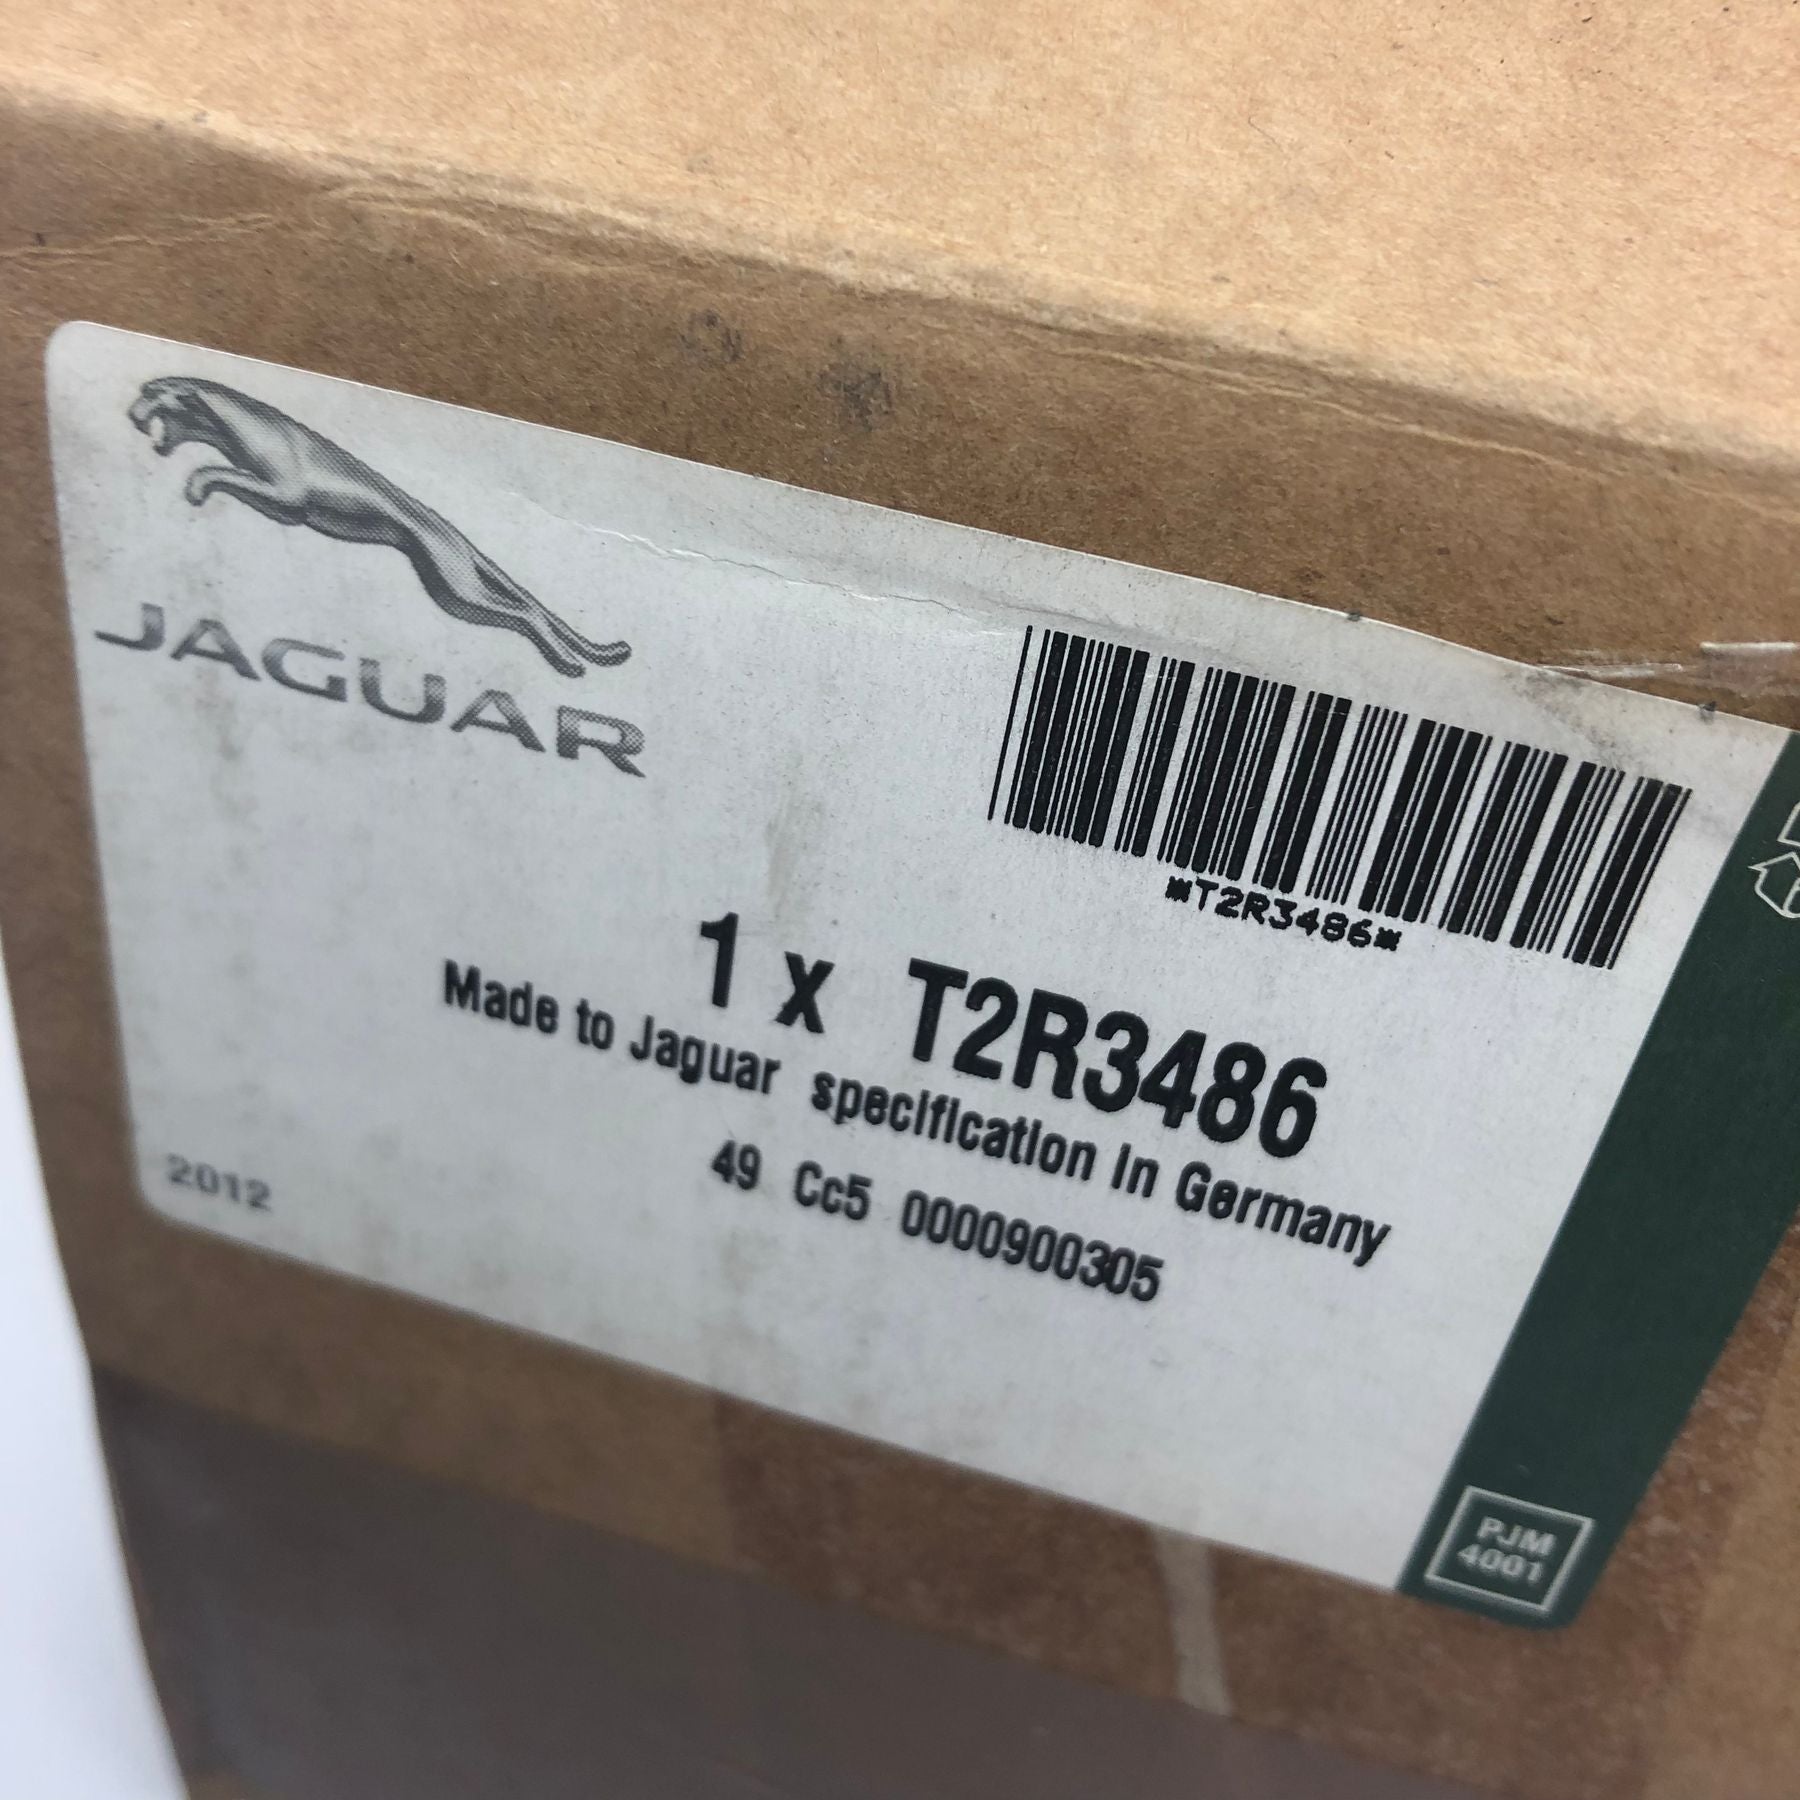 JAGUAR
*T2R3486*
1 x T2R3486
Made to Jaguar specification in Germany
49 Cc5 0000900305
2012
PJM
4001